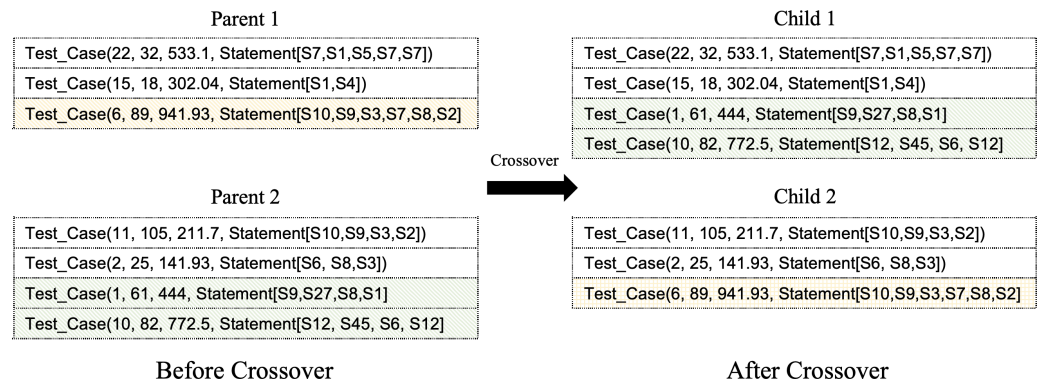 Parent 1
Test_Case(22, 32, 533.1, Statement[S7,S1,S5,S7,S7])
Test_Case(15, 18, 302.04, Statement[S1,S4])
Test_Case(6, 89, 941.93, Statement[S10,S9,S3,S7,S8,S2]
Parent 2
Test_Case(11, 105, 211.7, Statement[S10,S9,S3,S2])
Test_Case(2, 25, 141.93, Statement[S6, S8,S3])
Test_Case(1, 61, 444, Statement[S9,S27,S8,S1]
Test_Case(10, 82, 772.5, Statement[S12, S45, S6, S12]
Before Crossover
Crossover
Child 1
Test_Case(22, 32, 533.1, Statement[S7,S1,S5,S7,S7])
Test_Case(15, 18, 302.04, Statement[S1,S4])
Test_Case(1, 61, 444, Statement[S9,S27,S8,S1]
Test_Case(10, 82, 772.5, Statement[S12, S45, S6, S12]
Child 2
Test_Case(11, 105, 211.7, Statement[S10,S9,S3,S2])
Test_Case(2, 25, 141.93, Statement[S6, S8,S3])
Test_Case(6, 89, 941.93, Statement[S10,S9,S3,S7,S8,S2]
After Crossover